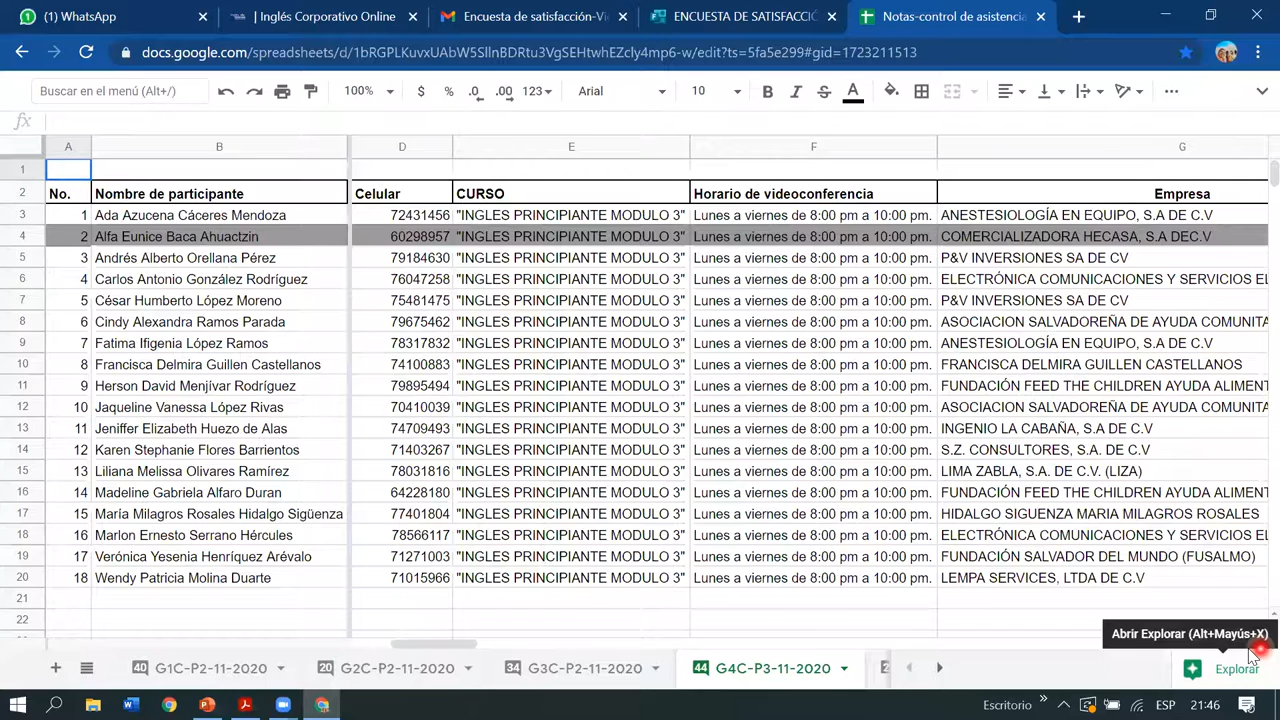 (1) WhatsApp
| Inglés Corporativo Online
Encuesta de satisfacción-Vi
ENCUESTA DE SATISFACCIÓ
Notas-control de asistencia
docs.google.com/spreadsheets/d/1bRGPLKuvxUAbW5SllnBDRtu3VgSEHtwhEZcly4mp6-w/edit?ts=5fa5e299#gid=1723211513
Buscar en el menú (Alt+/) 100% $ % .0 .00 123 Arial 10 B I S A
fx
A B D E F G
1
2 No. Nombre de participante Celular CURSO Horario de videoconferencia Empresa
3 1 Ada Azucena Cáceres Mendoza 72431456 "INGLES PRINCIPIANTE MODULO 3" Lunes a viernes de 8:00 pm a 10:00 pm. ANESTESIOLOGÍA EN EQUIPO, S.A DE C.V
4 2 Alfa Eunice Baca Ahuactzin 60298957 "INGLES PRINCIPIANTE MODULO 3" Lunes a viernes de 8:00 pm a 10:00 pm. COMERCIALIZADORA HECASA, S.A DEC.V
5 3 Andrés Alberto Orellana Pérez 79184630 "INGLES PRINCIPIANTE MODULO 3" Lunes a viernes de 8:00 pm a 10:00 pm. P&V INVERSIONES SA DE CV
6 4 Carlos Antonio González Rodríguez 76047258 "INGLES PRINCIPIANTE MODULO 3" Lunes a viernes de 8:00 pm a 10:00 pm. ELECTRÓNICA COMUNICACIONES Y SERVICIOS EL
7 5 César Humberto López Moreno 75481475 "INGLES PRINCIPIANTE MODULO 3" Lunes a viernes de 8:00 pm a 10:00 pm. P&V INVERSIONES SA DE CV
8 6 Cindy Alexandra Ramos Parada 79675462 "INGLES PRINCIPIANTE MODULO 3" Lunes a viernes de 8:00 pm a 10:00 pm. ASOCIACION SALVADOREÑA DE AYUDA COMUNITA
9 7 Fatima Ifigenia López Ramos 78317832 "INGLES PRINCIPIANTE MODULO 3" Lunes a viernes de 8:00 pm a 10:00 pm. ANESTESIOLOGÍA EN EQUIPO, S.A DE C.V
10 8 Francisca Delmira Guillen Castellanos 74100883 "INGLES PRINCIPIANTE MODULO 3" Lunes a viernes de 8:00 pm a 10:00 pm. FRANCISCA DELMIRA GUILLEN CASTELLANOS
11 9 Herson David Menjívar Rodríguez 79895494 "INGLES PRINCIPIANTE MODULO 3" Lunes a viernes de 8:00 pm a 10:00 pm. FUNDACIÓN FEED THE CHILDREN AYUDA ALIMENT
12 10 Jaqueline Vanessa López Rivas 70410039 "INGLES PRINCIPIANTE MODULO 3" Lunes a viernes de 8:00 pm a 10:00 pm. ASOCIACION SALVADOREÑA DE AYUDA COMUNITA
13 11 Jeniffer Elizabeth Huezo de Alas 74709493 "INGLES PRINCIPIANTE MODULO 3" Lunes a viernes de 8:00 pm a 10:00 pm. INGENIO LA CABAÑA, S.A DE C.V
14 12 Karen Stephanie Flores Barrientos 71403267 "INGLES PRINCIPIANTE MODULO 3" Lunes a viernes de 8:00 pm a 10:00 pm. S.Z. CONSULTORES, S.A. DE C.V
15 13 Liliana Melissa Olivares Ramírez 78031816 "INGLES PRINCIPIANTE MODULO 3" Lunes a viernes de 8:00 pm a 10:00 pm. LIMA ZABLA, S.A. DE C.V. (LIZA)
16 14 Madeline Gabriela Alfaro Duran 64228180 "INGLES PRINCIPIANTE MODULO 3" Lunes a viernes de 8:00 pm a 10:00 pm. FUNDACIÓN FEED THE CHILDREN AYUDA ALIMENT
17 15 María Milagros Rosales Hidalgo Sigüenza 77401804 "INGLES PRINCIPIANTE MODULO 3" Lunes a viernes de 8:00 pm a 10:00 pm. HIDALGO SIGUENZA MARIA MILAGROS ROSALES
18 16 Marlon Ernesto Serrano Hércules 78566117 "INGLES PRINCIPIANTE MODULO 3" Lunes a viernes de 8:00 pm a 10:00 pm. ELECTRÓNICA COMUNICACIONES Y SERVICIOS EL
19 17 Verónica Yesenia Henríquez Arévalo 71271003 "INGLES PRINCIPIANTE MODULO 3" Lunes a viernes de 8:00 pm a 10:00 pm. FUNDACIÓN SALVADOR DEL MUNDO (FUSALMO)
20 18 Wendy Patricia Molina Duarte 71015966 "INGLES PRINCIPIANTE MODULO 3" Lunes a viernes de 8:00 pm a 10:00 pm. LEMPA SERVICES, LTDA DE C.V
21
22
Abrir Explorar (Alt+Mayús+X)
40 G1C-P2-11-2020 20 G2C-P2-11-2020 34 G3C-P2-11-2020 44 G4C-P3-11-2020 2 Explorar
Escritorio ESP 21:46